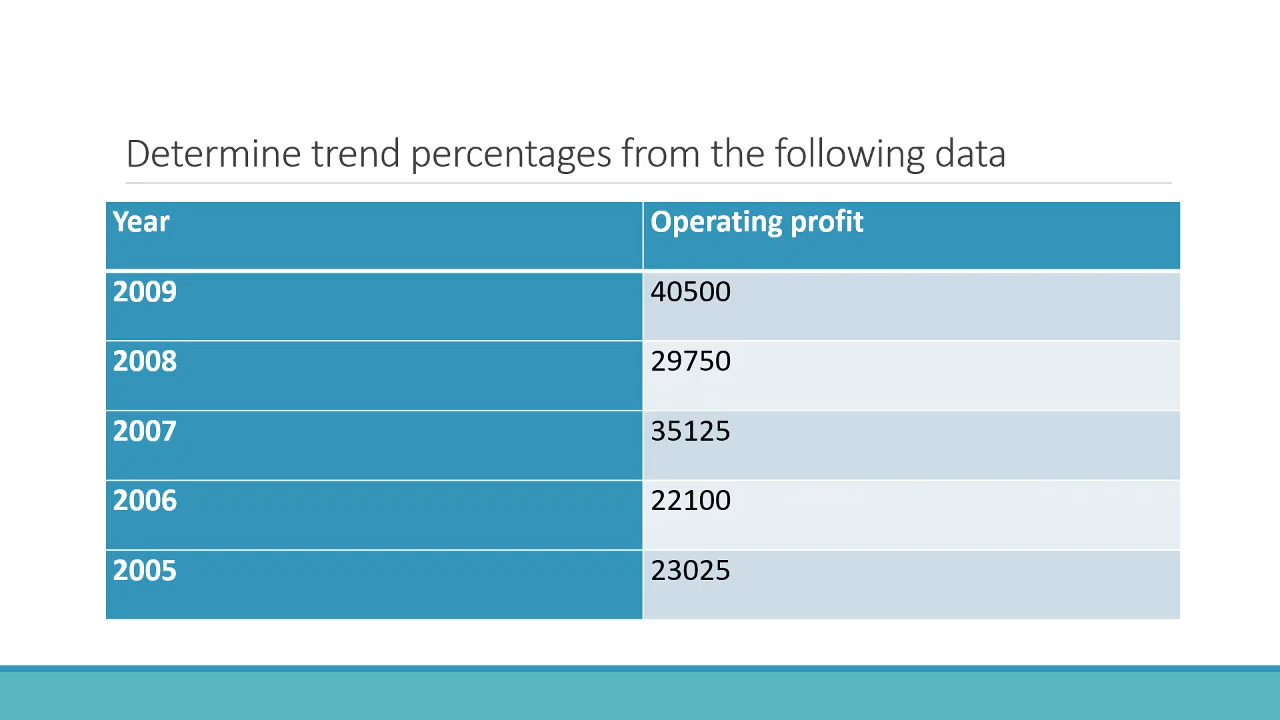 Determine trend percentages from the following data
Year Operating profit
2009 40500
2008 29750
2007 35125
2006 22100
2005 23025